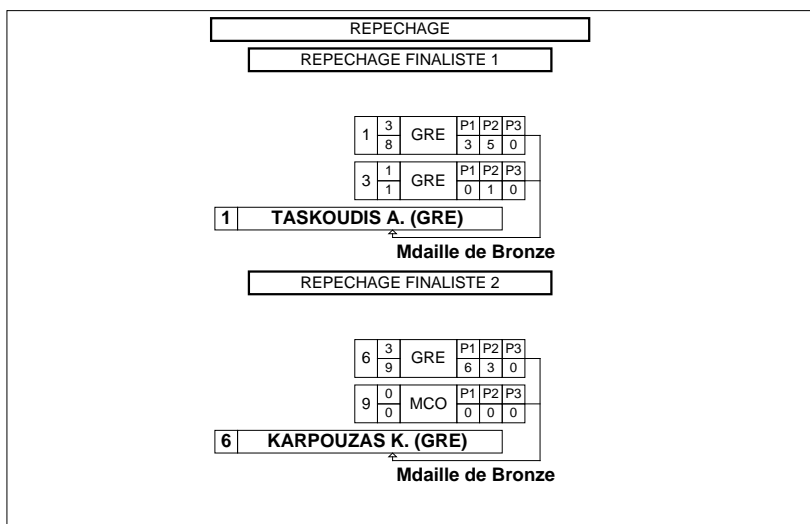 REPECHAGE
REPECHAGE FINALISTE 1
1 3 8 GRE P1 P2 P3
3 5 0
3 1 1 GRE P1 P2 P3
0 1 0
1 TASKOUDIS A. (GRE)
Mdaille de Bronze
REPECHAGE FINALISTE 2
6 3 9 GRE P1 P2 P3
6 3 0
9 0 0 MCO P1 P2 P3
0 0 0
6 KARPOUZAS K. (GRE)
Mdaille de Bronze